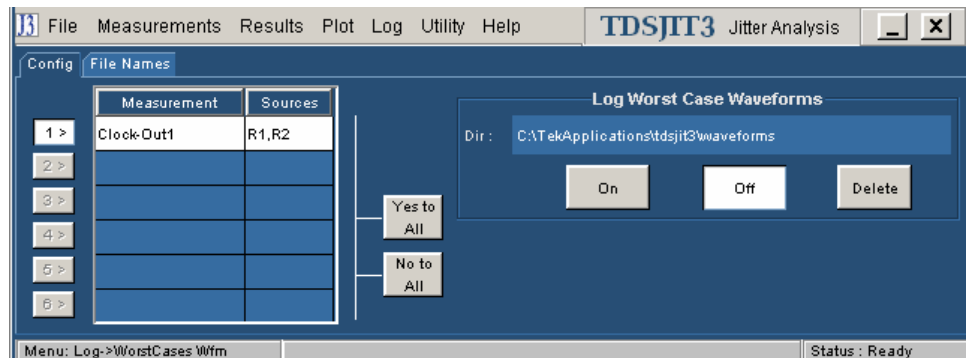 J3 File Measurements Results Plot Log Utility Help TDSJIT3 Jitter Analysis
Config File Names
Measurement Sources
1 > Clock-Out1 R1,R2
2 >
3 >
4 >
5 >
6 >
Yes to
All
No to
All
Log Worst Case Waveforms
Dir : C:\TekApplications\tdsjit3\waveforms
On Off Delete
Menu: Log->WorstCases Wfm Status : Ready